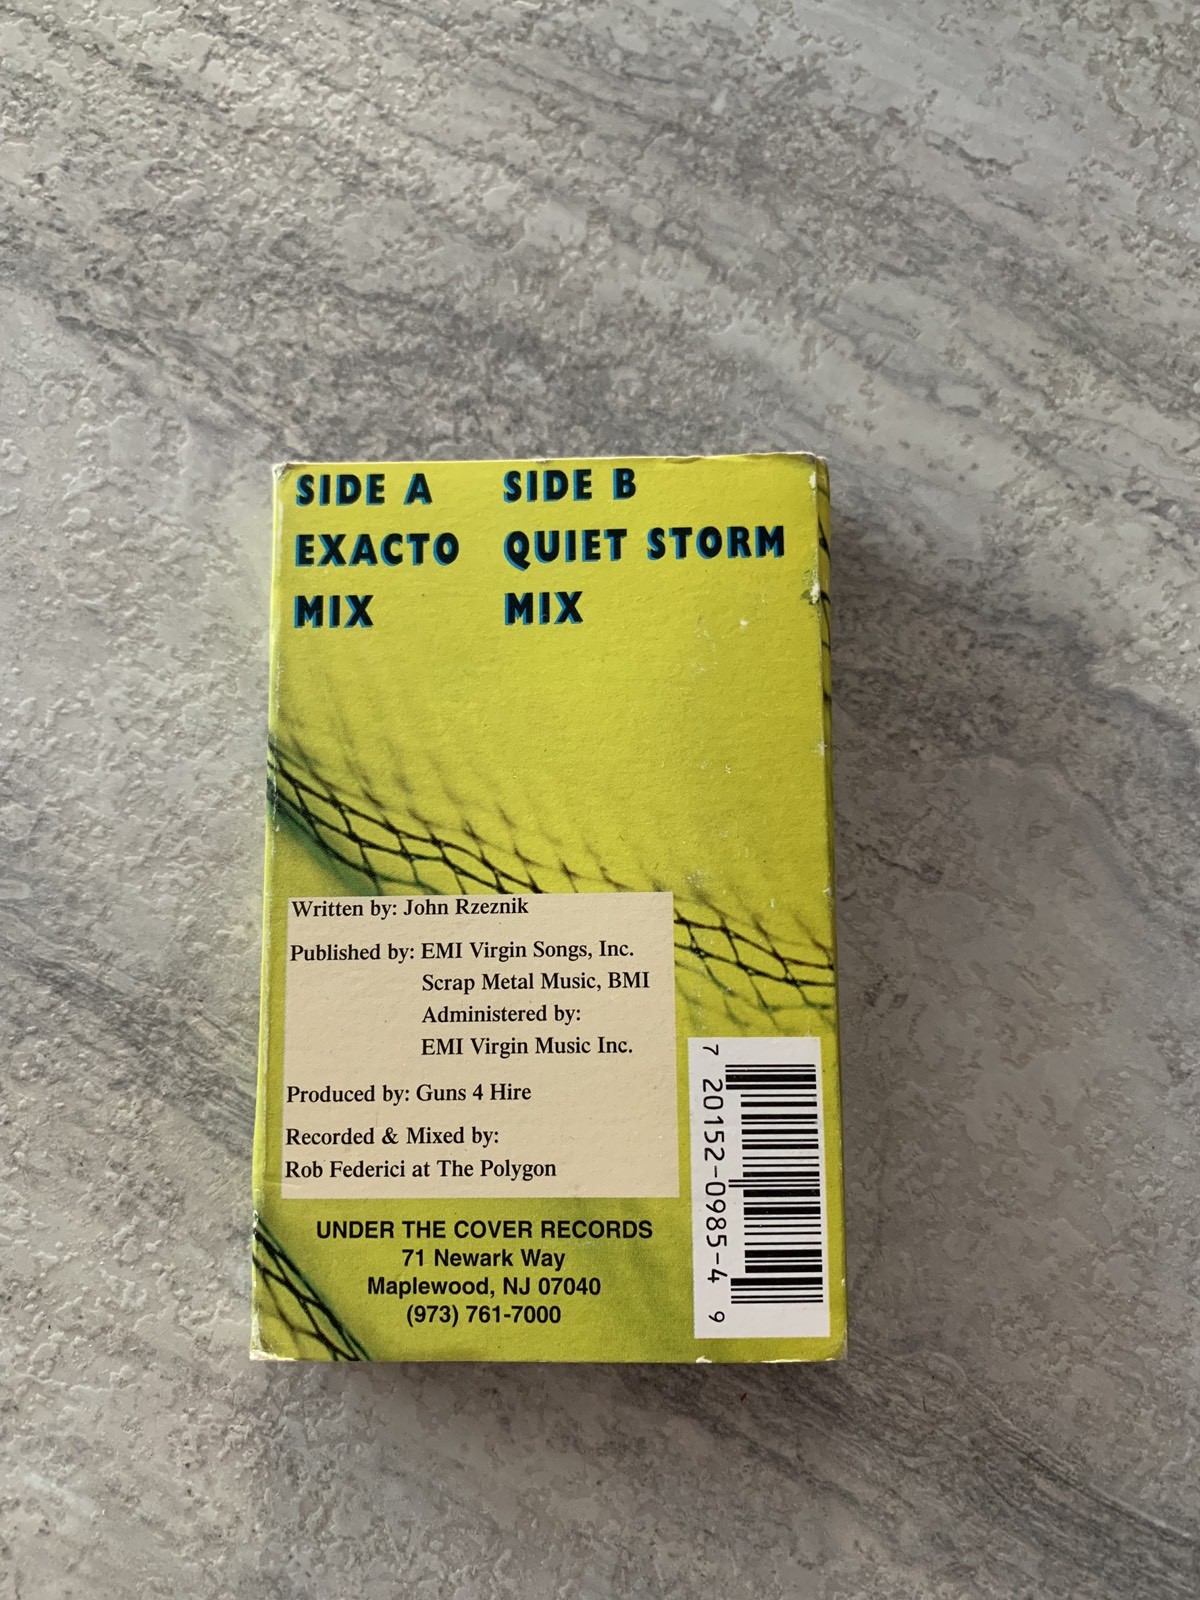 SIDE A
EXACTO
MIX
SIDE B
QUIET STORM
MIX
Written by: John Rzeznik
Published by: EMI Virgin Songs, Inc.
Scrap Metal Music, BMI
Administered by:
EMI Virgin Music Inc.
Produced by: Guns 4 Hire
Recorded & Mixed by:
Rob Federici at The Polygon
UNDER THE COVER RECORDS
71 Newark Way
Maplewood, NJ 07040
(973) 761-7000
7 20152-0985-4 9